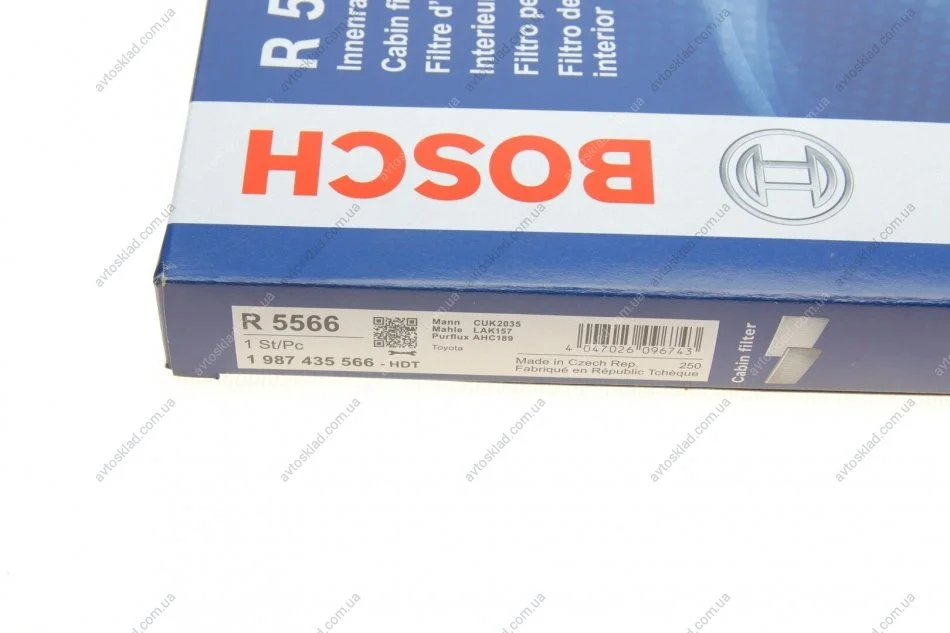 R 5
Innenra
Cabin fi
Filtre d'
Interieu
Filtro pe
Filtro de
interior
BOSCH
R 5566
1 St/Pc
1 987 435 566 - HDT
Mann CUK2035
Mahle LAK157
Purflux AHC189
Toyota
4 047026 096743
Made in Czech Rep. 250
Fabriqué en Républic Tchèque
Cabin filter
avtosklad.com.ua